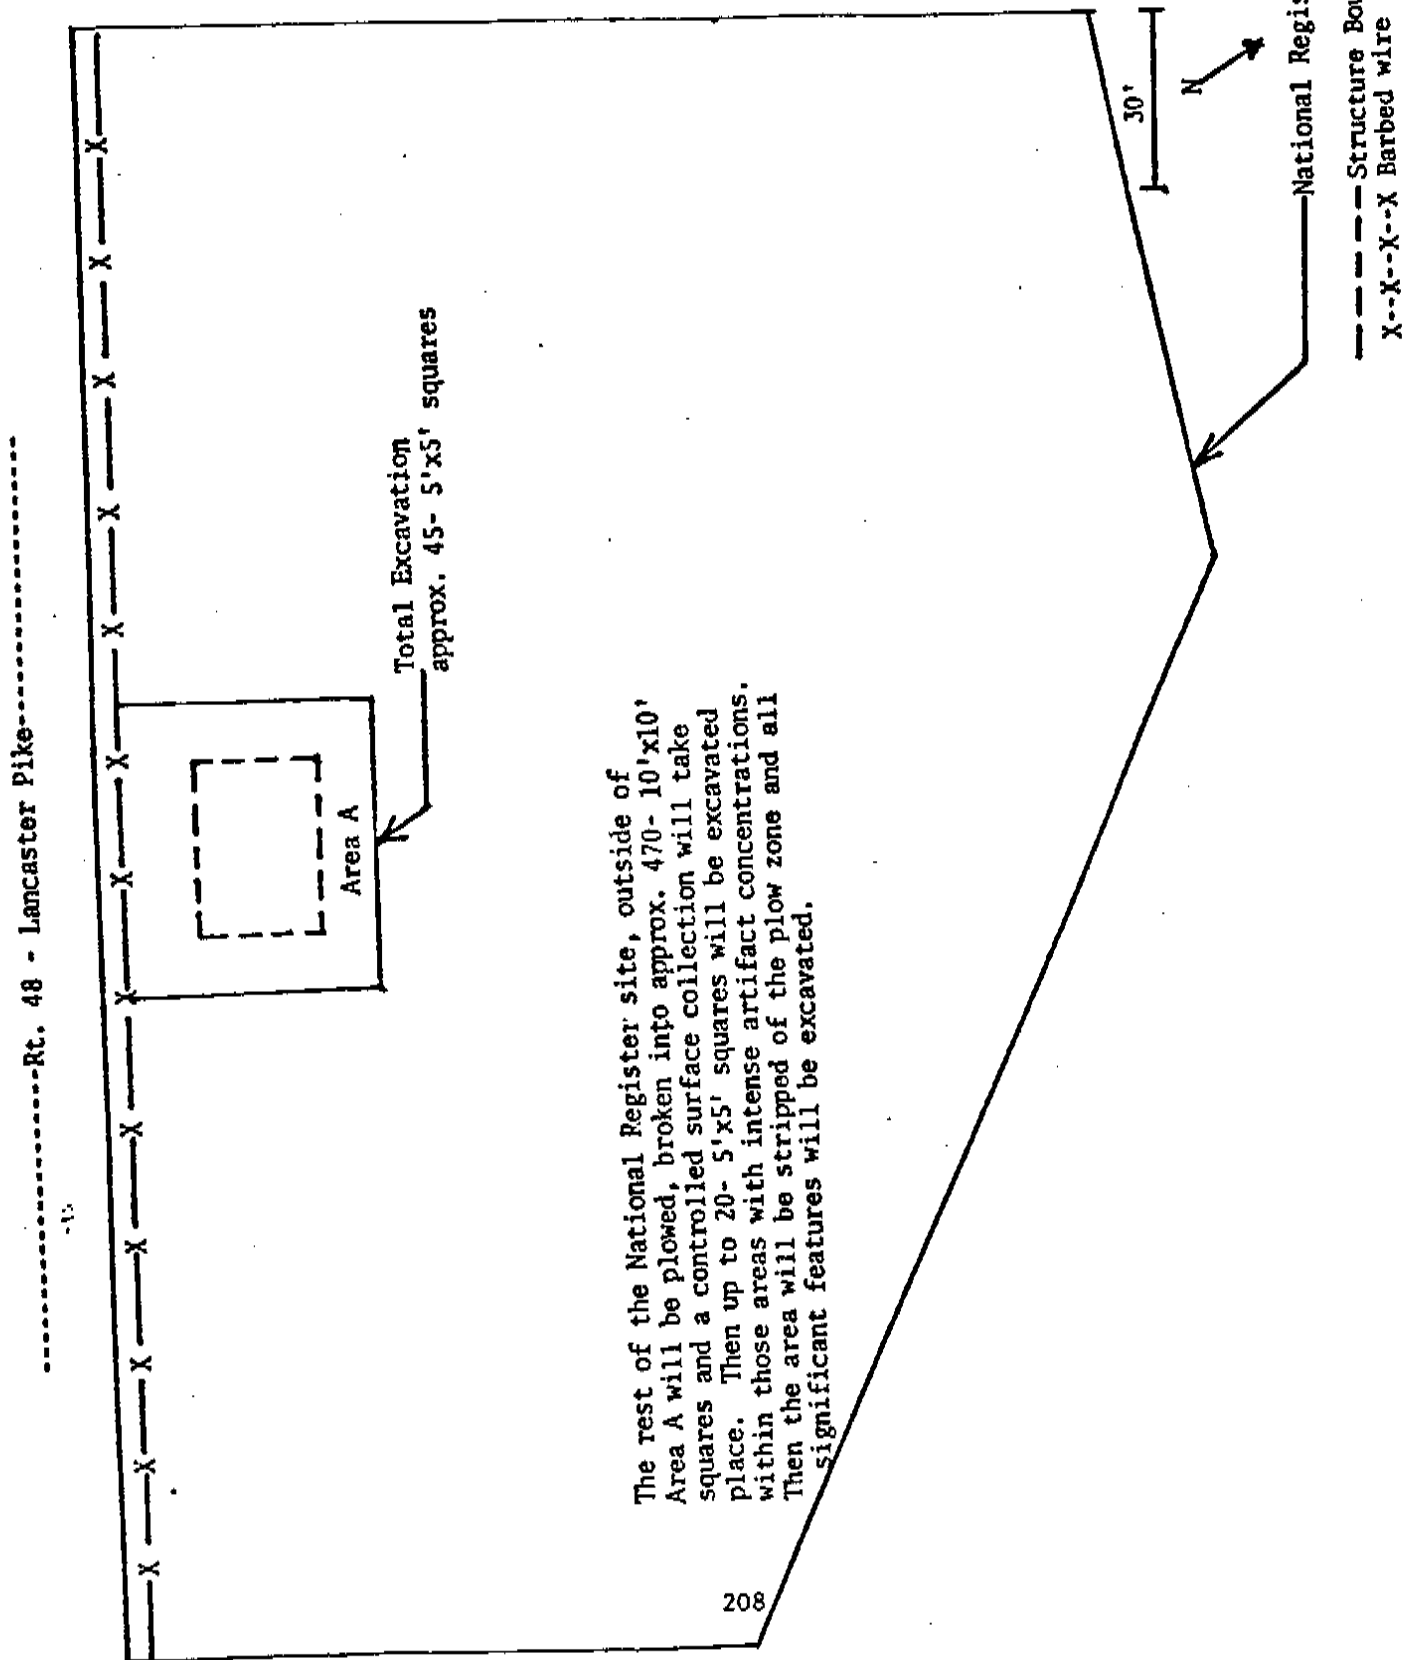 --------------------Rt. 48 - Lancaster Pike--------------------
X X X X X X X X X X X X X
Total Excavation
approx. 45- 5'x5' squares
Area A
The rest of the National Register site, outside of
Area A will be plowed, broken into approx. 470- 10'x10'
squares and a controlled surface collection will take
place. Then up to 20- 5'x5' squares will be excavated
within those areas with intense artifact concentrations.
Then the area will be stripped of the plow zone and all
significant features will be excavated.
30'
N
National Regis
Structure Bou
X--X--X--X Barbed wire
208